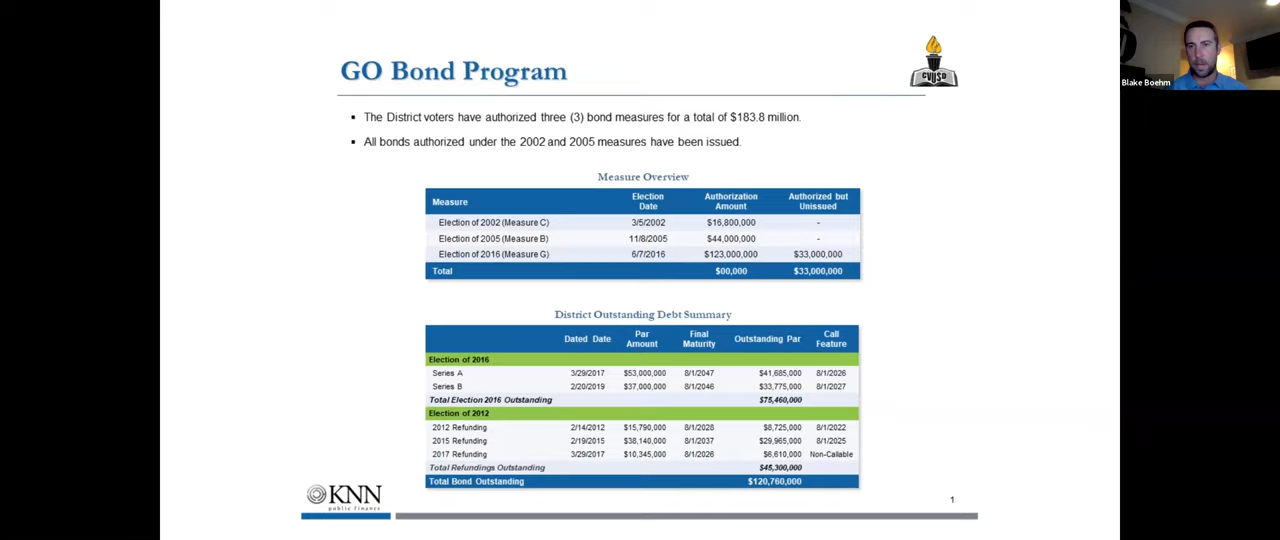 GO Bond Program
CVUSD
Blake Boehm
▪ The District voters have authorized three (3) bond measures for a total of $183.8 million.
▪ All bonds authorized under the 2002 and 2005 measures have been issued.
Measure Overview
Measure Election Date Authorization Amount Authorized but Unissued
Election of 2002 (Measure C) 3/5/2002 $16,800,000 -
Election of 2005 (Measure B) 11/8/2005 $44,000,000 -
Election of 2016 (Measure G) 6/7/2016 $123,000,000 $33,000,000
Total $00,000 $33,000,000
District Outstanding Debt Summary
Dated Date Par Amount Final Maturity Outstanding Par Call Feature
Election of 2016
Series A 3/29/2017 $53,000,000 8/1/2047 $41,685,000 8/1/2026
Series B 2/20/2019 $37,000,000 8/1/2046 $33,775,000 8/1/2027
Total Election 2016 Outstanding $75,460,000
Election of 2012
2012 Refunding 2/14/2012 $15,790,000 8/1/2028 $8,725,000 8/1/2022
2015 Refunding 2/19/2015 $38,140,000 8/1/2037 $29,965,000 8/1/2025
2017 Refunding 3/29/2017 $10,345,000 8/1/2026 $6,610,000 Non-Callable
Total Refundings Outstanding $45,300,000
Total Bond Outstanding $120,760,000
KNN
public finance
1